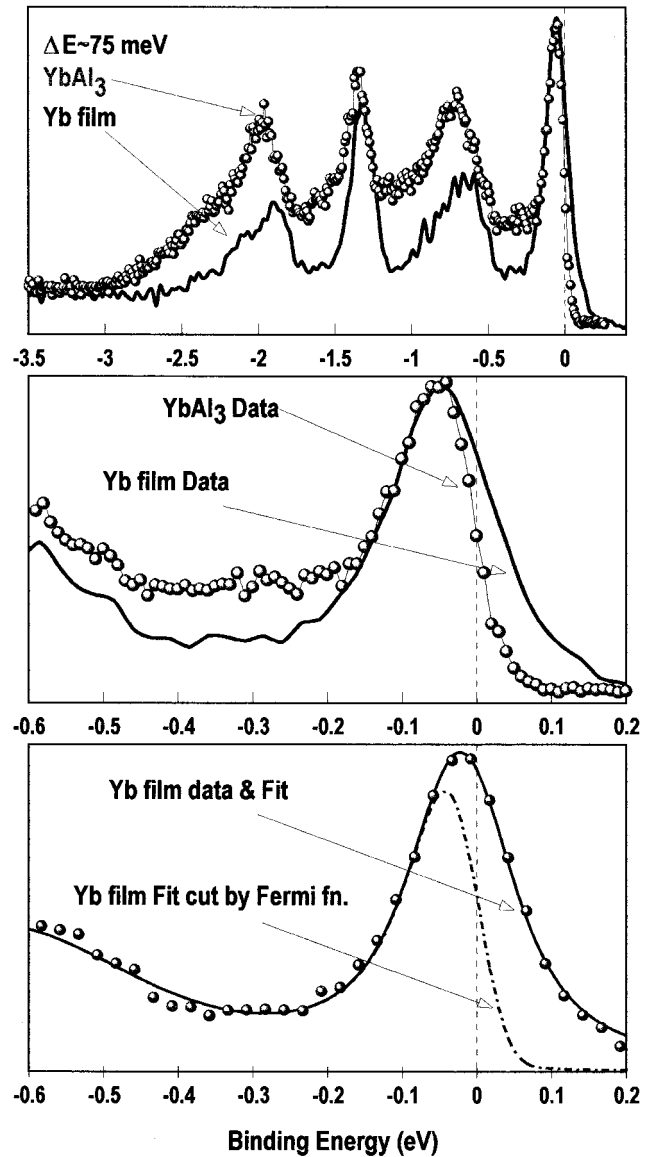 ΔE~75 meV
YbAl3
Yb film
-3.5 -3 -2.5 -2 -1.5 -1 -0.5 0
YbAl3 Data
Yb film Data
-0.6 -0.5 -0.4 -0.3 -0.2 -0.1 0 0.1 0.2
Yb film data & Fit
Yb film Fit cut by Fermi fn.
-0.6 -0.5 -0.4 -0.3 -0.2 -0.1 0 0.1 0.2
Binding Energy (eV)